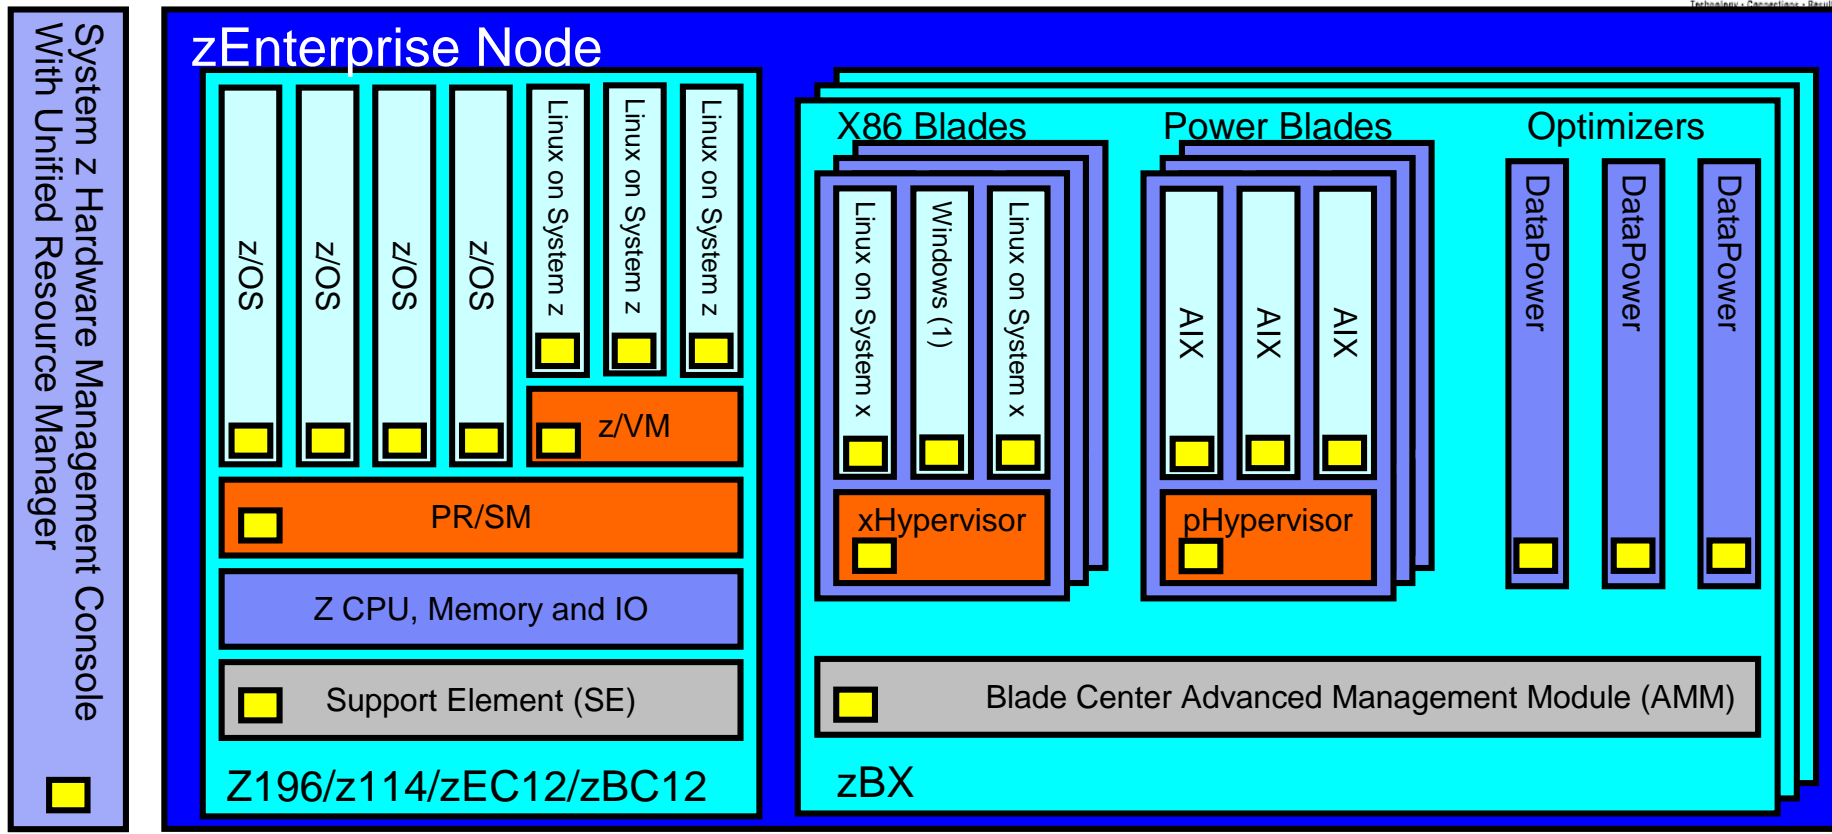 Technology • Connections • Results
System z Hardware Management Console
With Unified Resource Manager
zEnterprise Node
z/OS
z/OS
z/OS
z/OS
Linux on System z
Linux on System z
Linux on System z
z/VM
PR/SM
Z CPU, Memory and IO
Support Element (SE)
Z196/z114/zEC12/zBC12
X86 Blades
Linux on System x
Windows (1)
Linux on System x
xHypervisor
Power Blades
AIX
AIX
AIX
pHypervisor
Optimizers
DataPower
DataPower
DataPower
Blade Center Advanced Management Module (AMM)
zBX